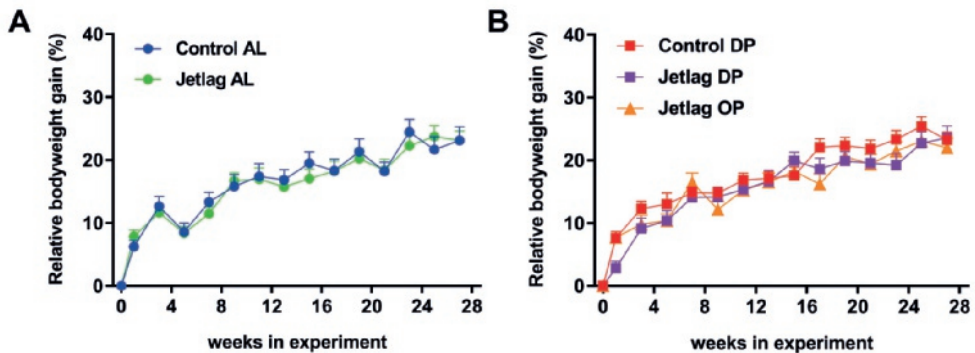 A
Relative bodyweight gain (%)
40
30
20
10
0
Control AL
Jetlag AL
0 4 8 12 16 20 24 28
weeks in experiment
B
Relative bodyweight gain (%)
40
30
20
10
0
Control DP
Jetlag DP
Jetlag OP
0 4 8 12 16 20 24 28
weeks in experiment